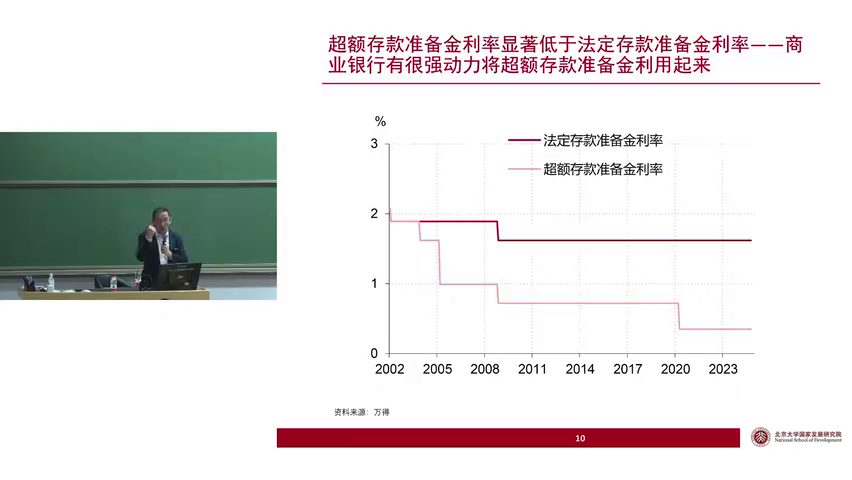 超额存款准备金利率显著低于法定存款准备金利率——商
业银行有很强动力将超额存款准备金利用起来
%
3
2
1
0
法定存款准备金利率
超额存款准备金利率
2002 2005 2008 2011 2014 2017 2020 2023
资料来源：万得
10
北京大学国家发展研究院
National School of Development